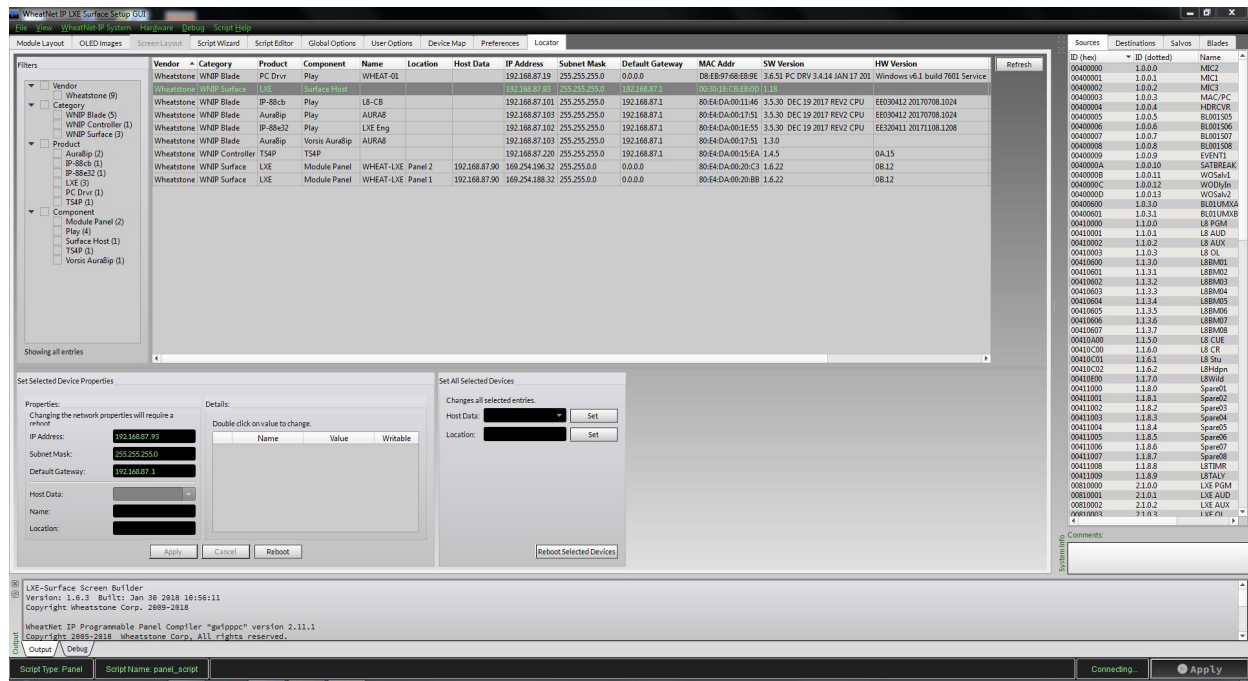 WheatNet IP LXE Surface Setup GUI
File View WheatNet-IP System Hardware Debug Script Help
Module Layout OLED Images Screen Layout Script Wizard Script Editor Global Options User Options Device Map Preferences Locator
Filters
Vendor
Wheatstone (9)
Category
WNIP Blade (5)
WNIP Controller (1)
WNIP Surface (3)
Product
Aura8ip (2)
IP-88cb (1)
IP-88e32 (1)
LXE (3)
PC Drvr (1)
TS4P (1)
Component
Module Panel (2)
Play (4)
Surface Host (1)
TS4P (1)
Vorsis Aura8ip (1)
Showing all entries
Vendor Category Product Component Name Location Host Data IP Address Subnet Mask Default Gateway MAC Addr SW Version HW Version
Wheatstone WNIP Blade PC Drvr Play WHEAT-01 192.168.87.19 255.255.255.0 0.0.0.0 D8:EB:97:68:EB:9E 3.6.51 PC DRV 3.4.14 JAN 17 201 Windows v6.1 build 7601 Service
Wheatstone WNIP Surface LXE Surface Host 192.168.87.93 255.255.255.0 192.168.87.1 00:30:18:CB:EB:0D 1.18
Wheatstone WNIP Blade IP-88cb Play L8-CB 192.168.87.101 255.255.255.0 192.168.87.1 80:E4:DA:00:11:46 3.5.30 DEC 19 2017 REV2 CPU EE030412 20170708.1024
Wheatstone WNIP Blade Aura8ip Play AURA8 192.168.87.103 255.255.255.0 192.168.87.1 80:E4:DA:00:17:51 3.5.30 DEC 19 2017 REV2 CPU EE030412 20170708.1024
Wheatstone WNIP Blade IP-88e32 Play LXE Eng 192.168.87.102 255.255.255.0 192.168.87.1 80:E4:DA:00:1E:55 3.5.30 DEC 19 2017 REV2 CPU EE320411 20171108.1208
Wheatstone WNIP Blade Aura8ip Vorsis Aura8ip AURA8 192.168.87.103 255.255.255.0 192.168.87.1 80:E4:DA:00:17:51 1.3.0
Wheatstone WNIP Controller TS4P TS4P 192.168.87.220 255.255.255.0 192.168.87.1 80:E4:DA:00:15:EA 1.4.5 0A.15
Wheatstone WNIP Surface LXE Module Panel WHEAT-LXE Panel 2 192.168.87.90 169.254.196.32 255.255.0.0 0.0.0.0 80:E4:DA:00:20:C3 1.6.22 0B.12
Wheatstone WNIP Surface LXE Module Panel WHEAT-LXE Panel 1 192.168.87.90 169.254.188.32 255.255.0.0 0.0.0.0 80:E4:DA:00:20:BB 1.6.22 0B.12
Refresh
Set Selected Device Properties
Properties:
Changing the network properties will require a
reboot
IP Address: 192.168.87.93
Subnet Mask: 255.255.255.0
Default Gateway: 192.168.87.1
Host Data:
Name:
Location:
Apply Cancel Reboot
Details:
Double click on value to change.
Name Value Writable
Set All Selected Devices
Changes all selected entries.
Host Data: Set
Location: Set
Reboot Selected Devices
Sources Destinations Salvos Blades
ID (hex) ID (dotted) Name
00400000 1.0.0.0 MIC2
00400001 1.0.0.1 MIC1
00400002 1.0.0.2 MIC3
00400003 1.0.0.3 MAC/PC
00400004 1.0.0.4 HDRCVR
00400005 1.0.0.5 BL001S05
00400006 1.0.0.6 BL001S06
00400007 1.0.0.7 BL001S07
00400008 1.0.0.8 BL001S08
00400009 1.0.0.9 EVENT1
0040000A 1.0.0.10 SATBREAK
0040000B 1.0.0.11 WOSalv1
0040000C 1.0.0.12 WODlyIn
0040000D 1.0.0.13 WOSalv2
00400600 1.0.3.0 BL01UMXA
00400601 1.0.3.1 BL01UMXB
00410000 1.1.0.0 L8 PGM
00410001 1.1.0.1 L8 AUD
00410002 1.1.0.2 L8 AUX
00410003 1.1.0.3 L8 OL
00410600 1.1.3.0 L8BM01
00410601 1.1.3.1 L8BM02
00410602 1.1.3.2 L8BM03
00410603 1.1.3.3 L8BM04
00410604 1.1.3.4 L8BM05
00410605 1.1.3.5 L8BM06
00410606 1.1.3.6 L8BM07
00410607 1.1.3.7 L8BM08
00410A00 1.1.5.0 L8 CUE
00410C00 1.1.6.0 L8 CR
00410C01 1.1.6.1 L8 Stu
00410C02 1.1.6.2 L8Hdpn
00410E00 1.1.7.0 L8Wild
00411000 1.1.8.0 Spare01
00411001 1.1.8.1 Spare02
00411002 1.1.8.2 Spare03
00411003 1.1.8.3 Spare04
00411004 1.1.8.4 Spare05
00411005 1.1.8.5 Spare06
00411006 1.1.8.6 Spare07
00411007 1.1.8.7 Spare08
00411008 1.1.8.8 L8TIMR
00411009 1.1.8.9 L8TALY
00810000 2.1.0.0 LXE PGM
00810001 2.1.0.1 LXE AUD
00810002 2.1.0.2 LXE AUX
00810003 2.1.0.3 LXE OL
Comments:
System Info
LXE-Surface Screen Builder
Version: 1.6.3 Built: Jan 30 2018 10:56:11
Copyright Wheatstone Corp. 2009-2018
WheatNet IP Programmable Panel Compiler "gwipppc" version 2.11.1
Copyright 2005-2018 Wheatstone Corp, All rights reserved.
Output
Output Debug
Script Type: Panel Script Name: panel_script Connecting... Apply